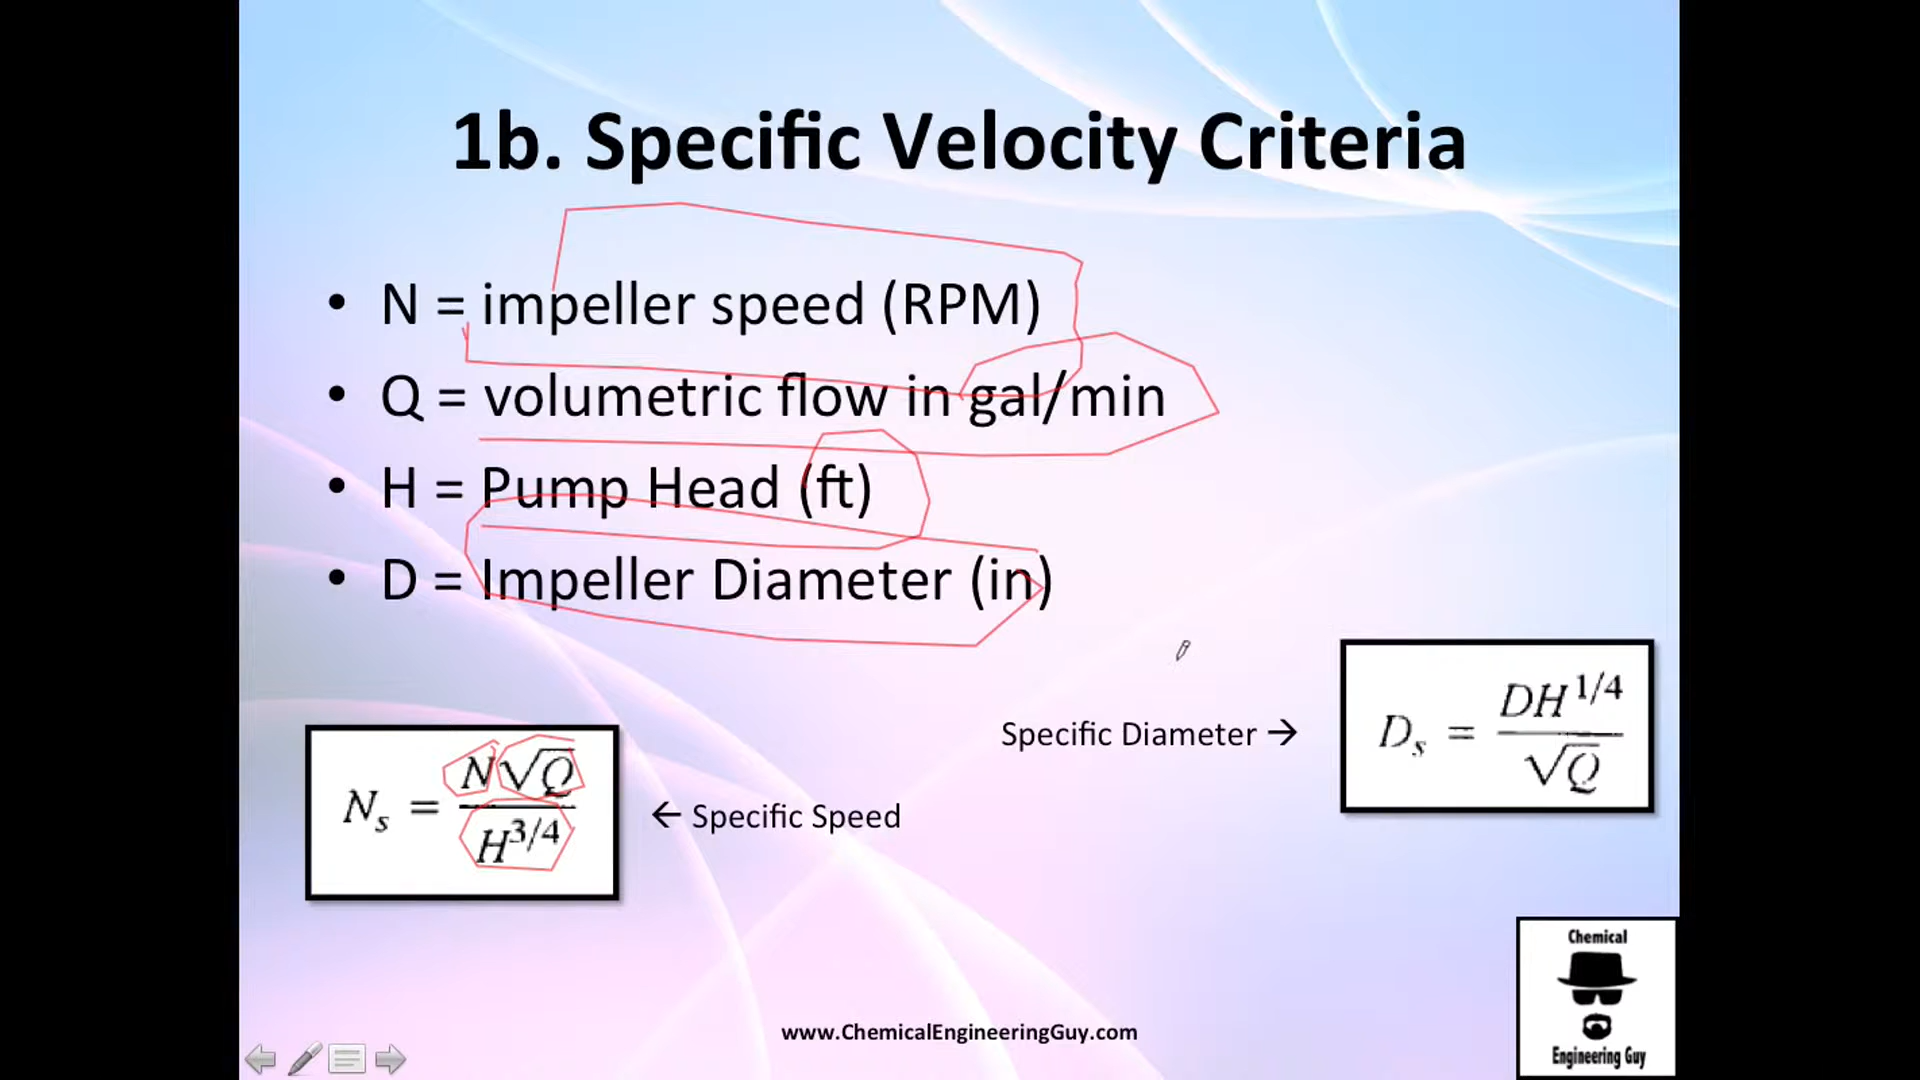 1b. Specific Velocity Criteria
• N = impeller speed (RPM)
• Q = volumetric flow in gal/min
• H = Pump Head (ft)
• D = Impeller Diameter (in)
Specific Diameter →
D_s = DH^{1/4} / √Q
N_s = N√Q / H^{3/4}
← Specific Speed
www.ChemicalEngineeringGuy.com
Chemical
Engineering Guy